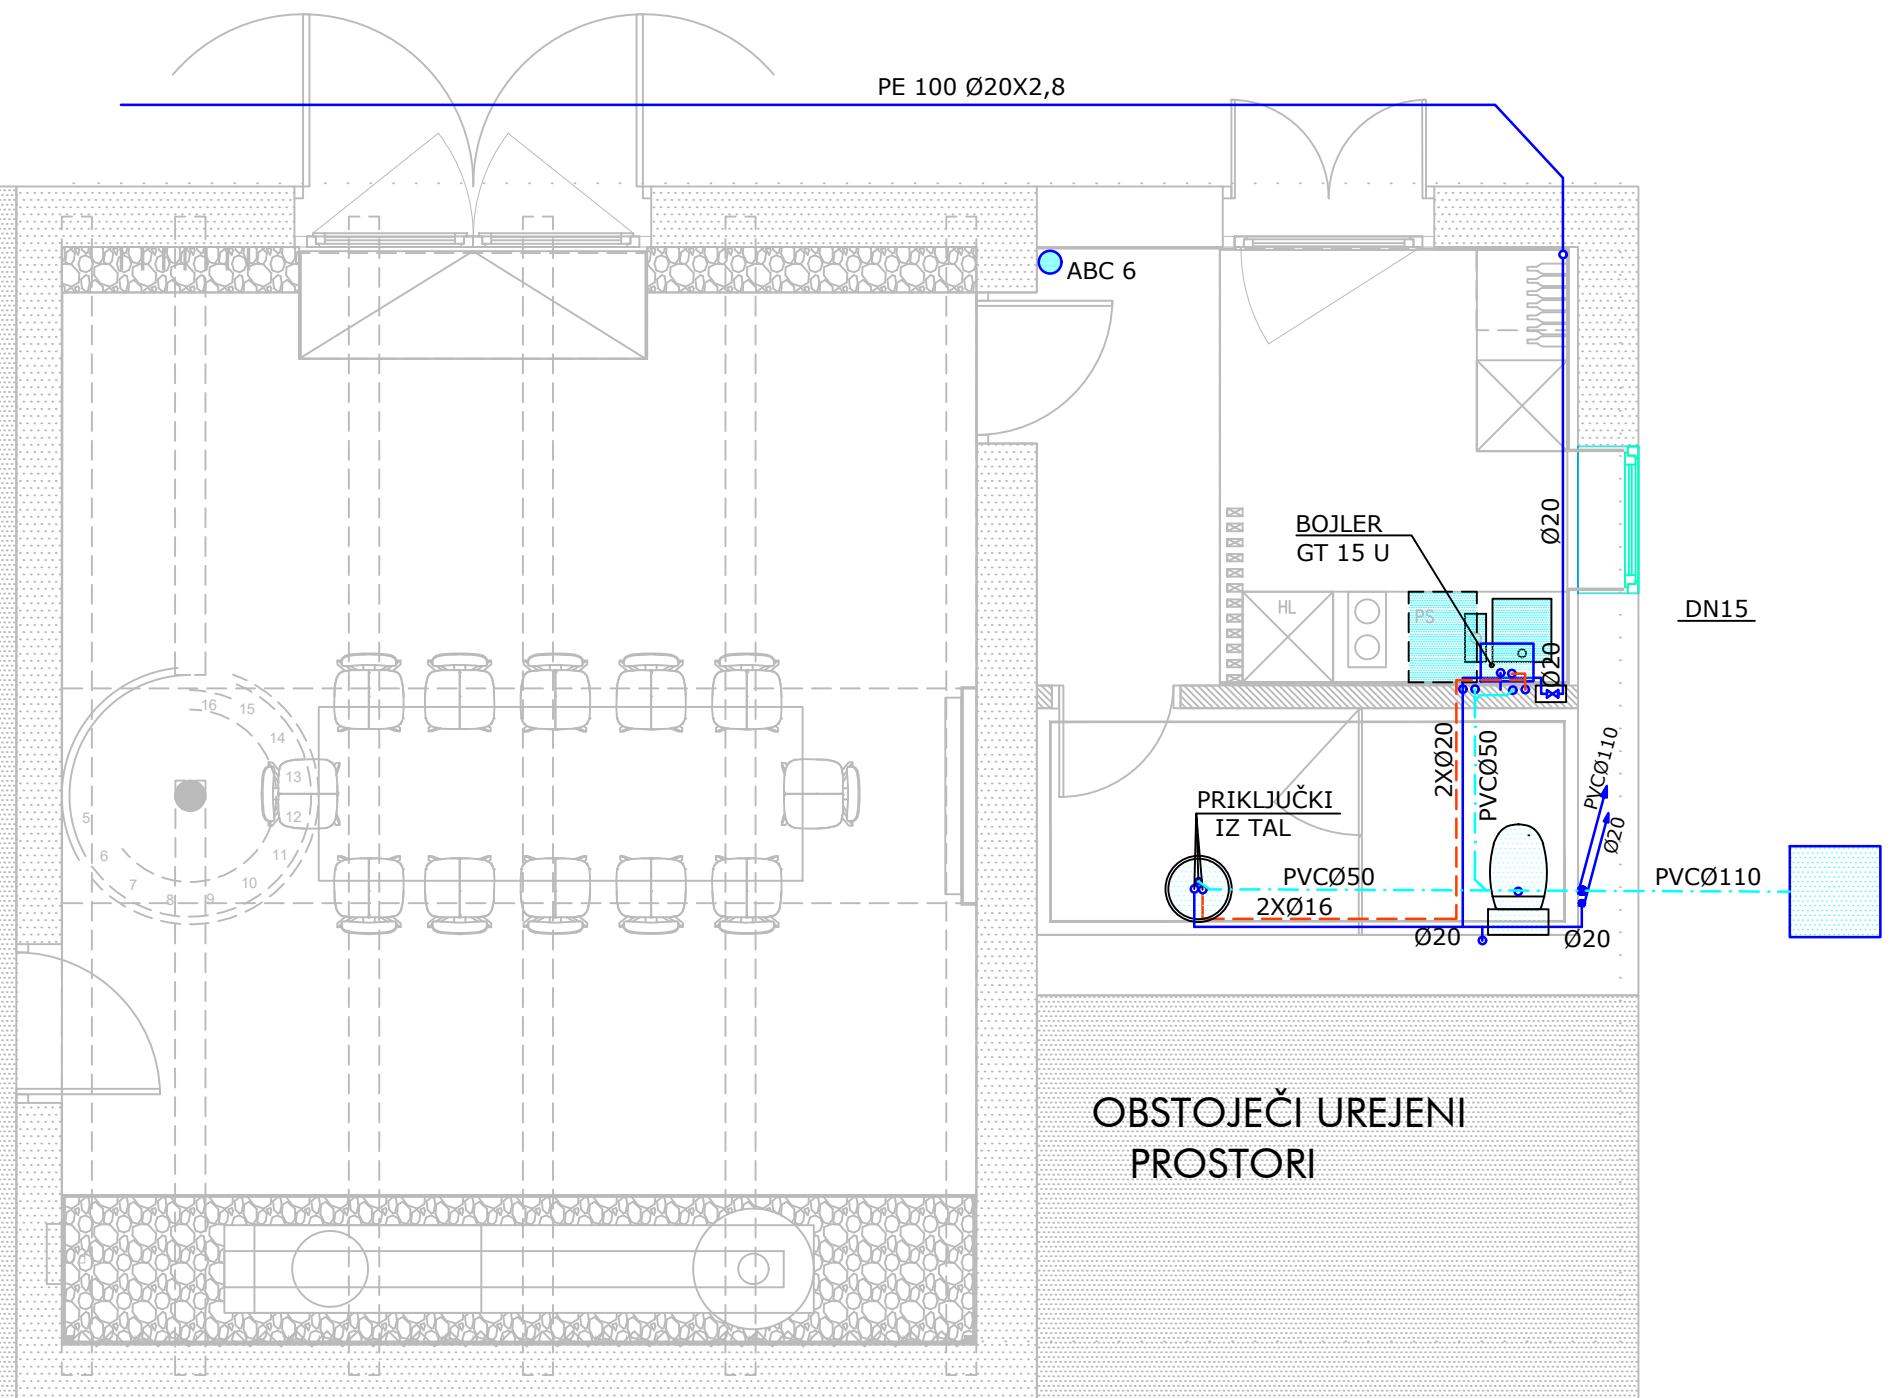 PE 100 Ø20X2,8
ABC 6
BOJLER
GT 15 U
Ø20
DN15
HL
PS
Ø20
2XØ20
PVCØ50
PVCØ110
Ø20
PRIKLJUČKI
IZ TAL
PVCØ50
2XØ16
PVCØ110
Ø20
Ø20
16
15
14
13
12
11
10
9
8
7
6
5
OBSTOJEČI UREJENI
PROSTORI